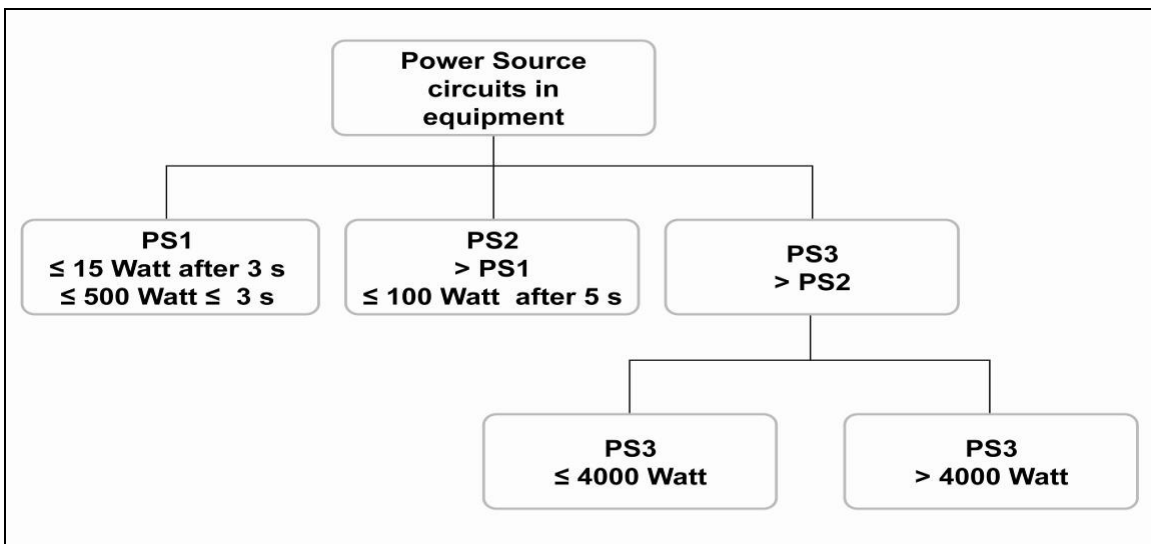 Power Source
circuits in
equipment
PS1
≤ 15 Watt after 3 s
≤ 500 Watt ≤ 3 s
PS2
> PS1
≤ 100 Watt after 5 s
PS3
> PS2
PS3
≤ 4000 Watt
PS3
> 4000 Watt